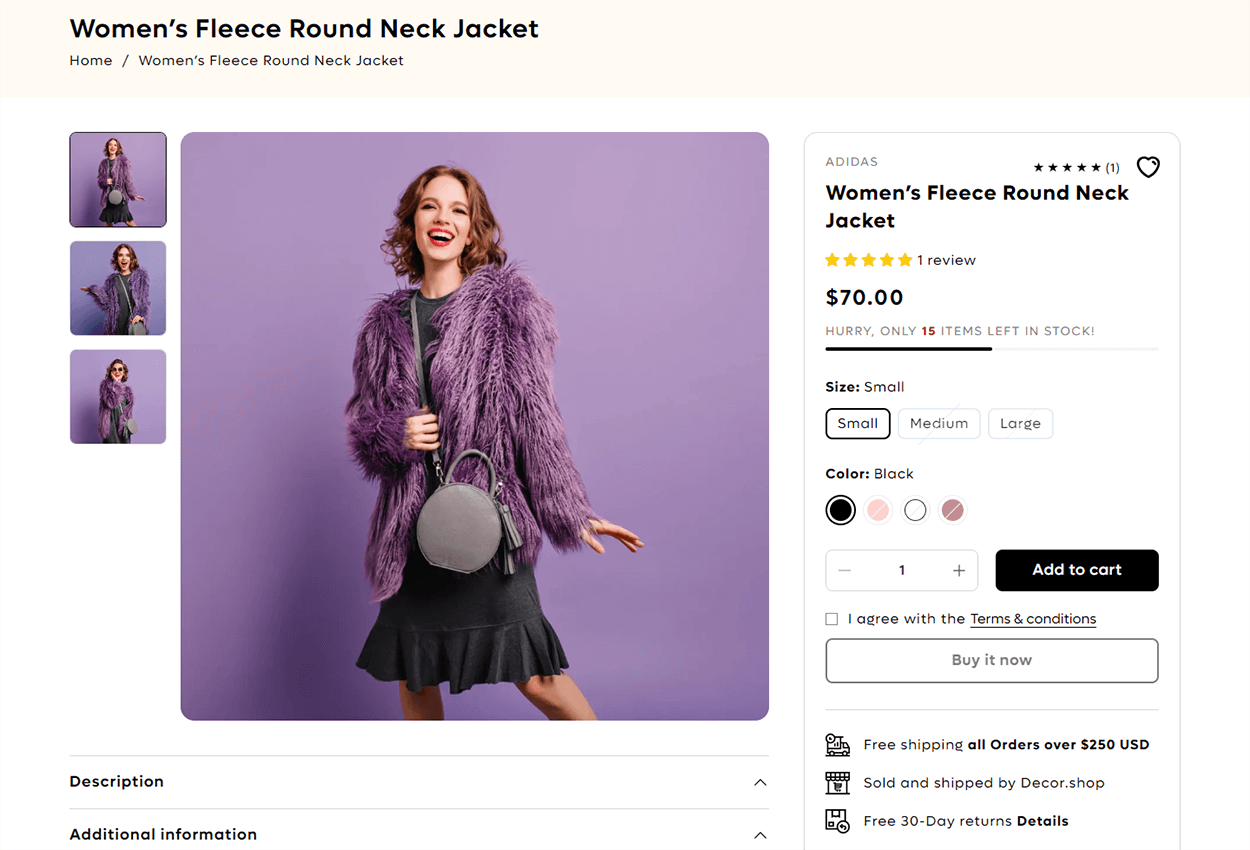 Women’s Fleece Round Neck Jacket
Home / Women’s Fleece Round Neck Jacket
ADIDAS
★★★★★ (1)
Women’s Fleece Round Neck
Jacket
1 review
$70.00
HURRY, ONLY 15 ITEMS LEFT IN STOCK!
Size: Small
Small Medium Large
Color: Black
− 1 + Add to cart
I agree with the Terms & conditions
Buy it now
Free shipping all Orders over $250 USD
Sold and shipped by Decor.shop
Free 30-Day returns Details
Description
Additional information